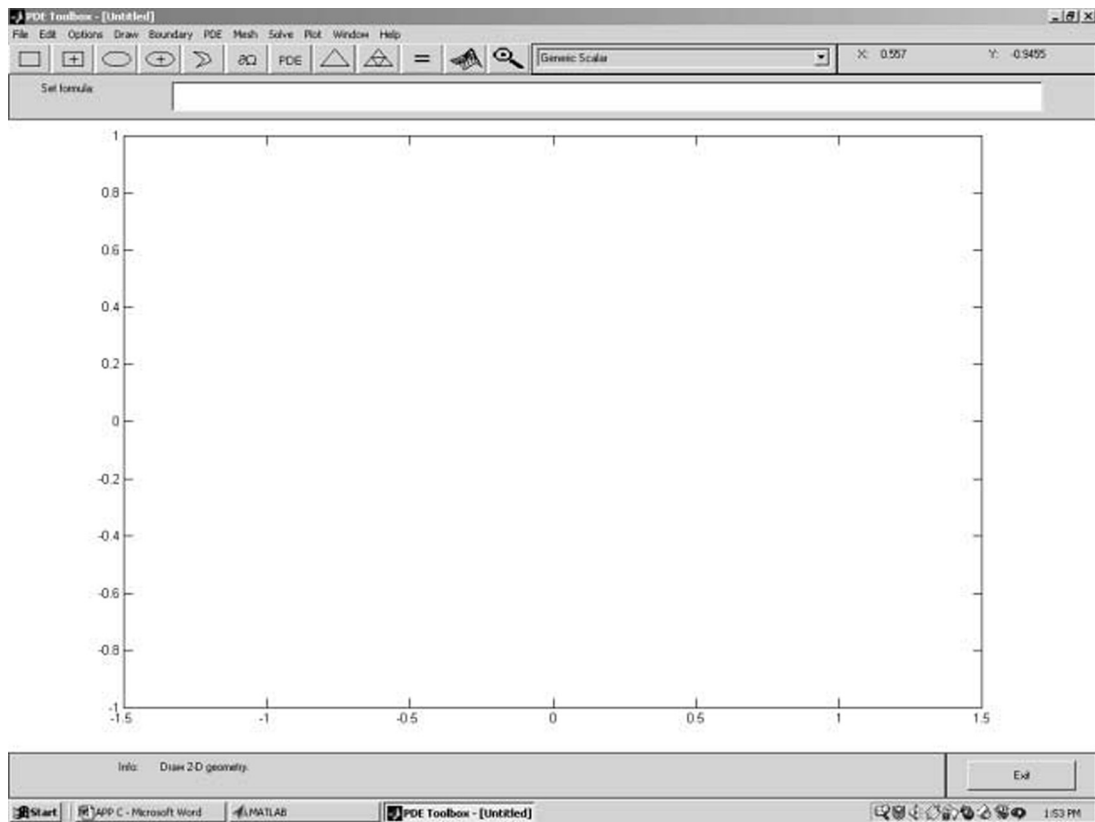 PDE Toolbox - [Untitled]
File Edit Options Draw Boundary PDE Mesh Solve Plot Window Help
∂Ω PDE = Generic Scalar X: 0.557 Y: -0.9455
Set formula:
1
0.8
0.6
0.4
0.2
0
-0.2
-0.4
-0.6
-0.8
-1
-1.5 -1 -0.5 0 0.5 1 1.5
Info: Draw 2-D geometry.
Exit
Start APP C - Microsoft Word MATLAB PDE Toolbox - [Untitled] 1:53 PM